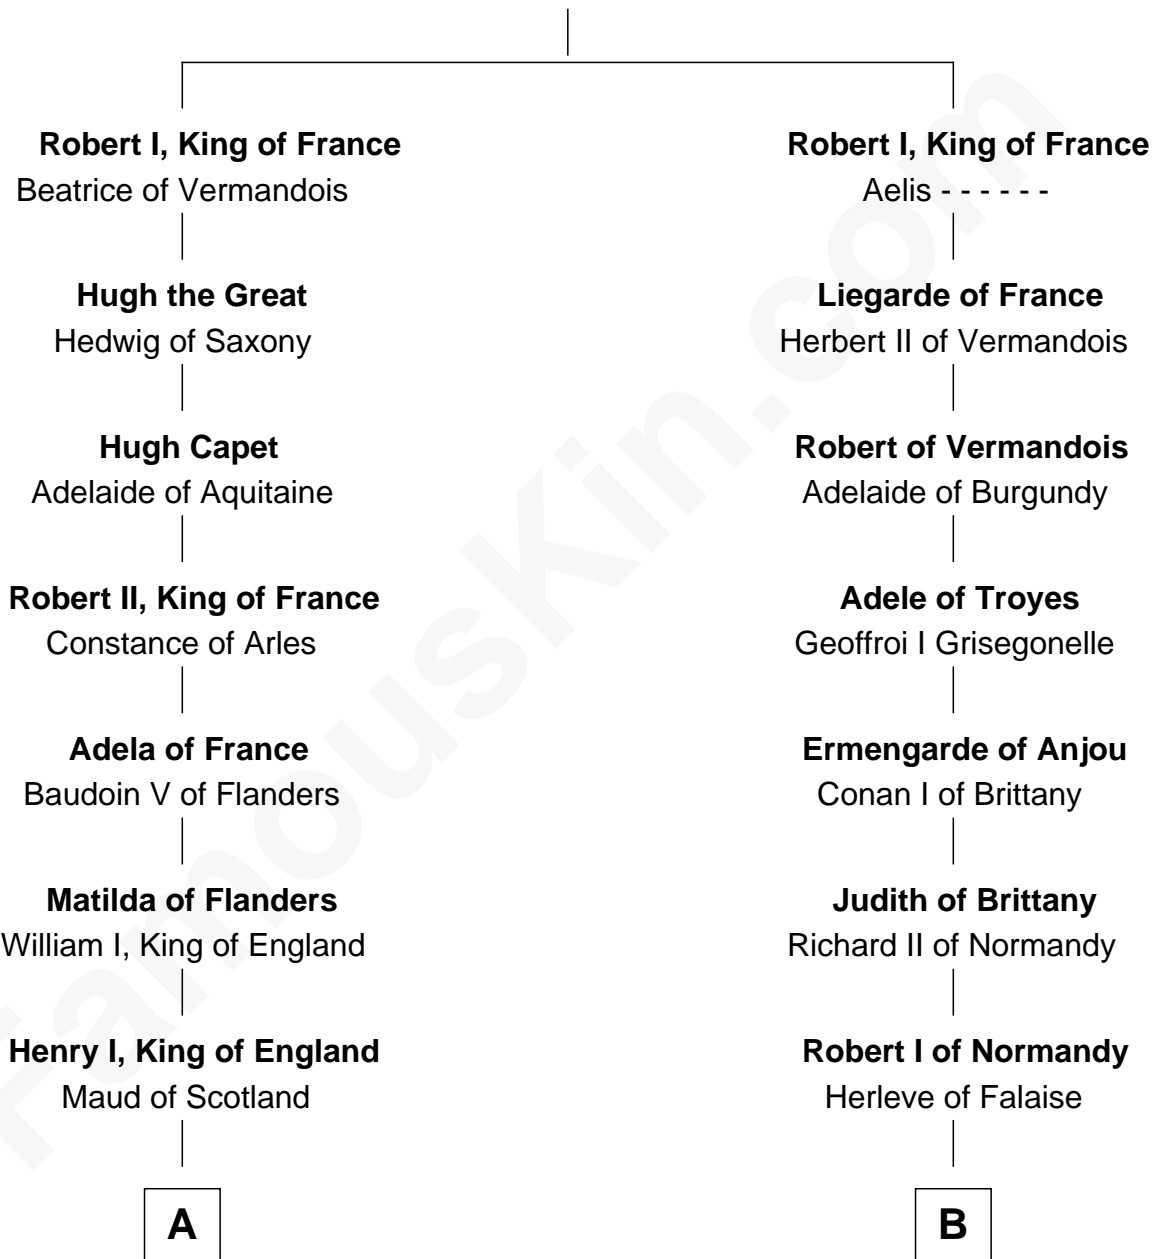 Robert I, King of France
Beatrice of Vermandois
Hugh the Great
Hedwig of Saxony
Hugh Capet
Adelaide of Aquitaine
Robert II, King of France
Constance of Arles
Adela of France
Baudoin V of Flanders
Matilda of Flanders
William I, King of England
Henry I, King of England
Maud of Scotland
A
Robert I, King of France
Aelis - - - - - -
Liegarde of France
Herbert II of Vermandois
Robert of Vermandois
Adelaide of Burgundy
Adele of Troyes
Geoffroi I Grisegonelle
Ermengarde of Anjou
Conan I of Brittany
Judith of Brittany
Richard II of Normandy
Robert I of Normandy
Herleve of Falaise
B
FamousKin.com